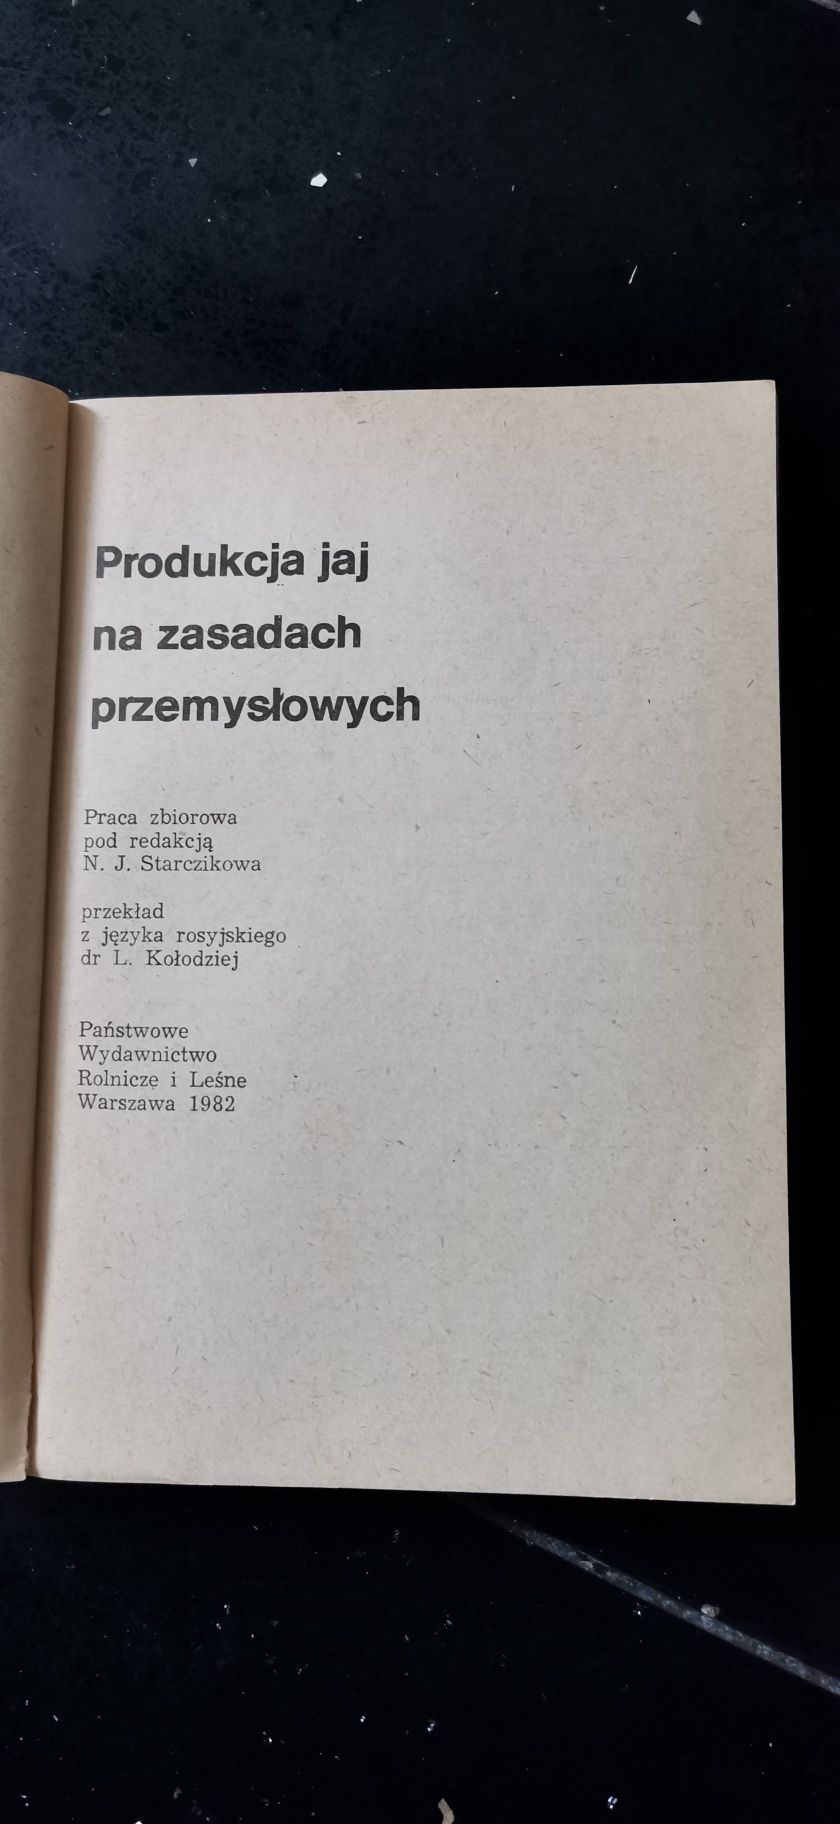 Produkcja jaj
na zasadach
przemysłowych
Praca zbiorowa
pod redakcją
N. J. Starczikowa
przekład
z języka rosyjskiego
dr L. Kołodziej
Państwowe
Wydawnictwo
Rolnicze i Leśne
Warszawa 1982